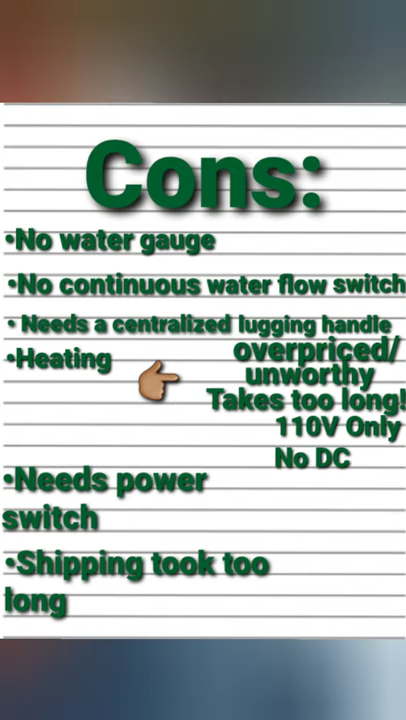 Cons:
•No water gauge
•No continuous water flow switch
• Needs a centralized lugging handle
•Heating
overpriced/
unworthy
Takes too long!
110V Only
No DC
•Needs power
switch
•Shipping took too
long